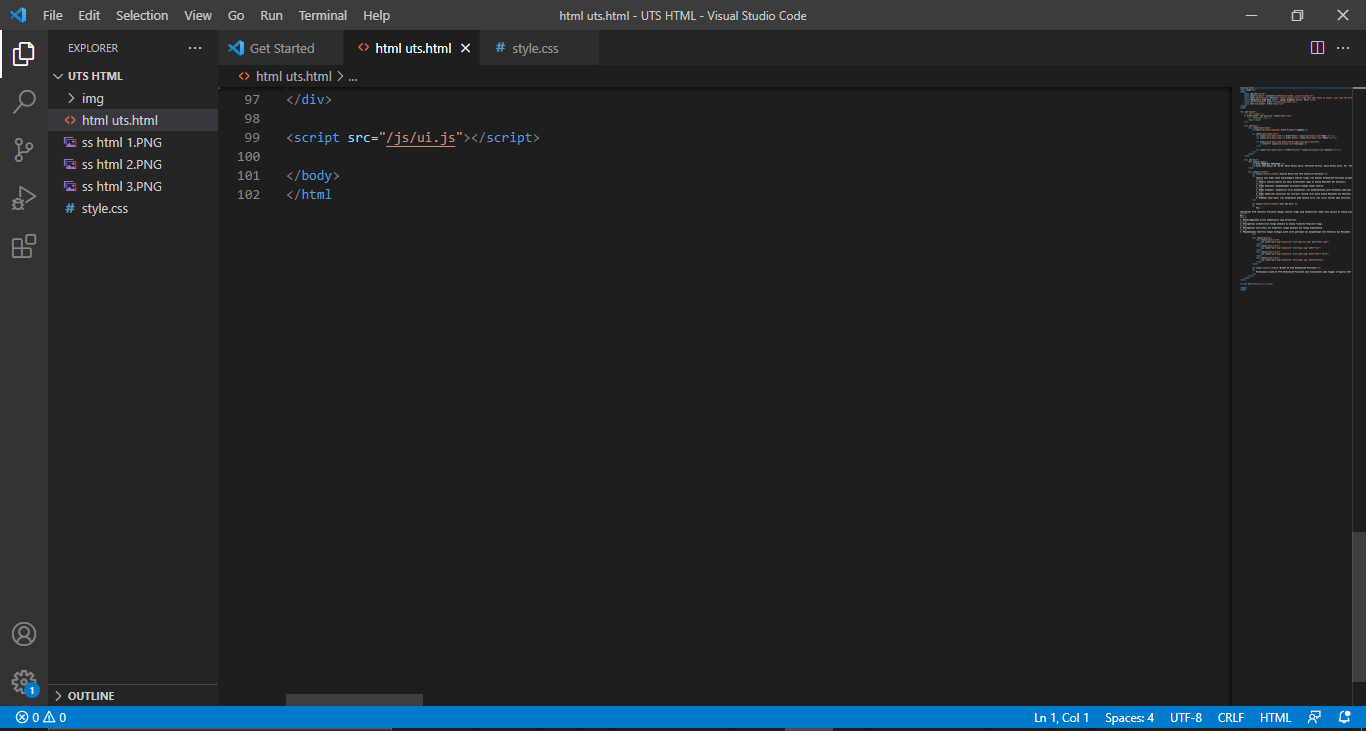 File Edit Selection View Go Run Terminal Help html uts.html - UTS HTML - Visual Studio Code
EXPLORER
UTS HTML
img
html uts.html
ss html 1.PNG
ss html 2.PNG
ss html 3.PNG
style.css
OUTLINE
Get Started html uts.html style.css
html uts.html > ...
97 </div>
98
99 <script src="/js/ui.js"></script>
100
101 </body>
102 </html
1
0 0 Ln 1, Col 1 Spaces: 4 UTF-8 CRLF HTML